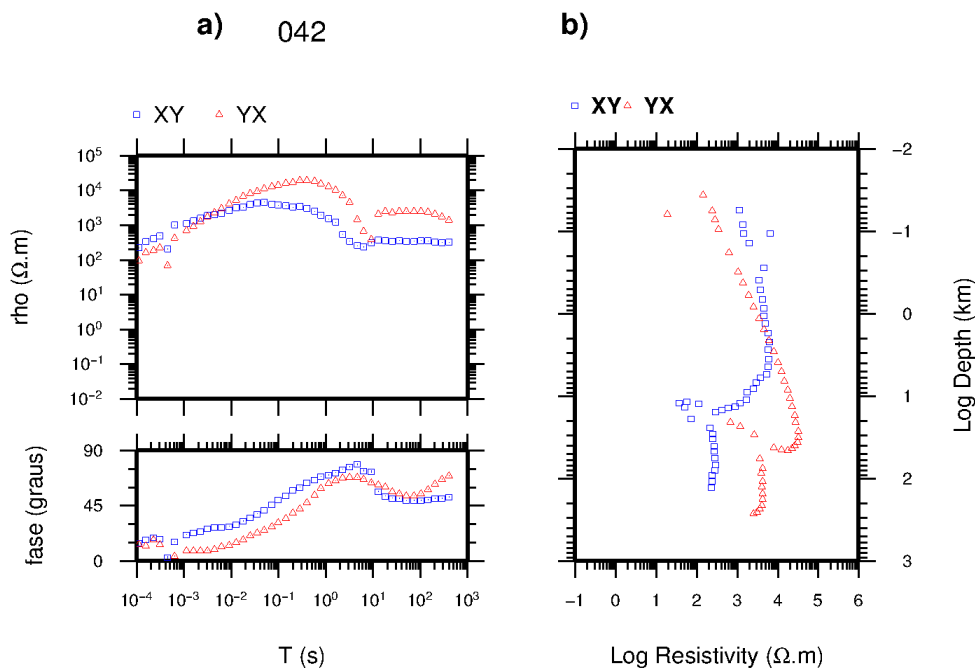 a) 042
XY YX
10^5
10^4
10^3
10^2
10^1
10^0
10^-1
10^-2
rho (Ω.m)
90
45
0
fase (graus)
10^-4 10^-3 10^-2 10^-1 10^0 10^1 10^2 10^3
T (s)
b)
XY YX
-2
-1
0
1
2
3
Log Depth (km)
-1 0 1 2 3 4 5 6
Log Resistivity (Ω.m)